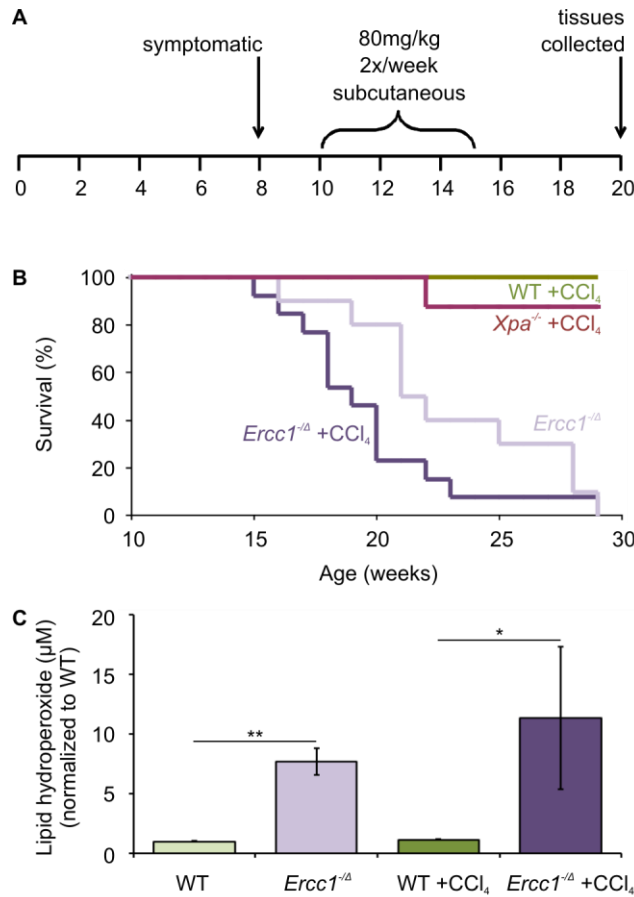 A
symptomatic
80mg/kg
2x/week
subcutaneous
tissues
collected
0 2 4 6 8 10 12 14 16 18 20
B
Survival (%)
100
80
60
40
20
0
WT +CCl₄
Xpa⁻/⁻ +CCl₄
Ercc1⁻/Δ
Ercc1⁻/Δ +CCl₄
10 15 20 25 30
Age (weeks)
C
Lipid hydroperoxide (µM)
(normalized to WT)
20
15
10
5
0
**
*
WT Ercc1⁻/Δ WT +CCl₄ Ercc1⁻/Δ +CCl₄